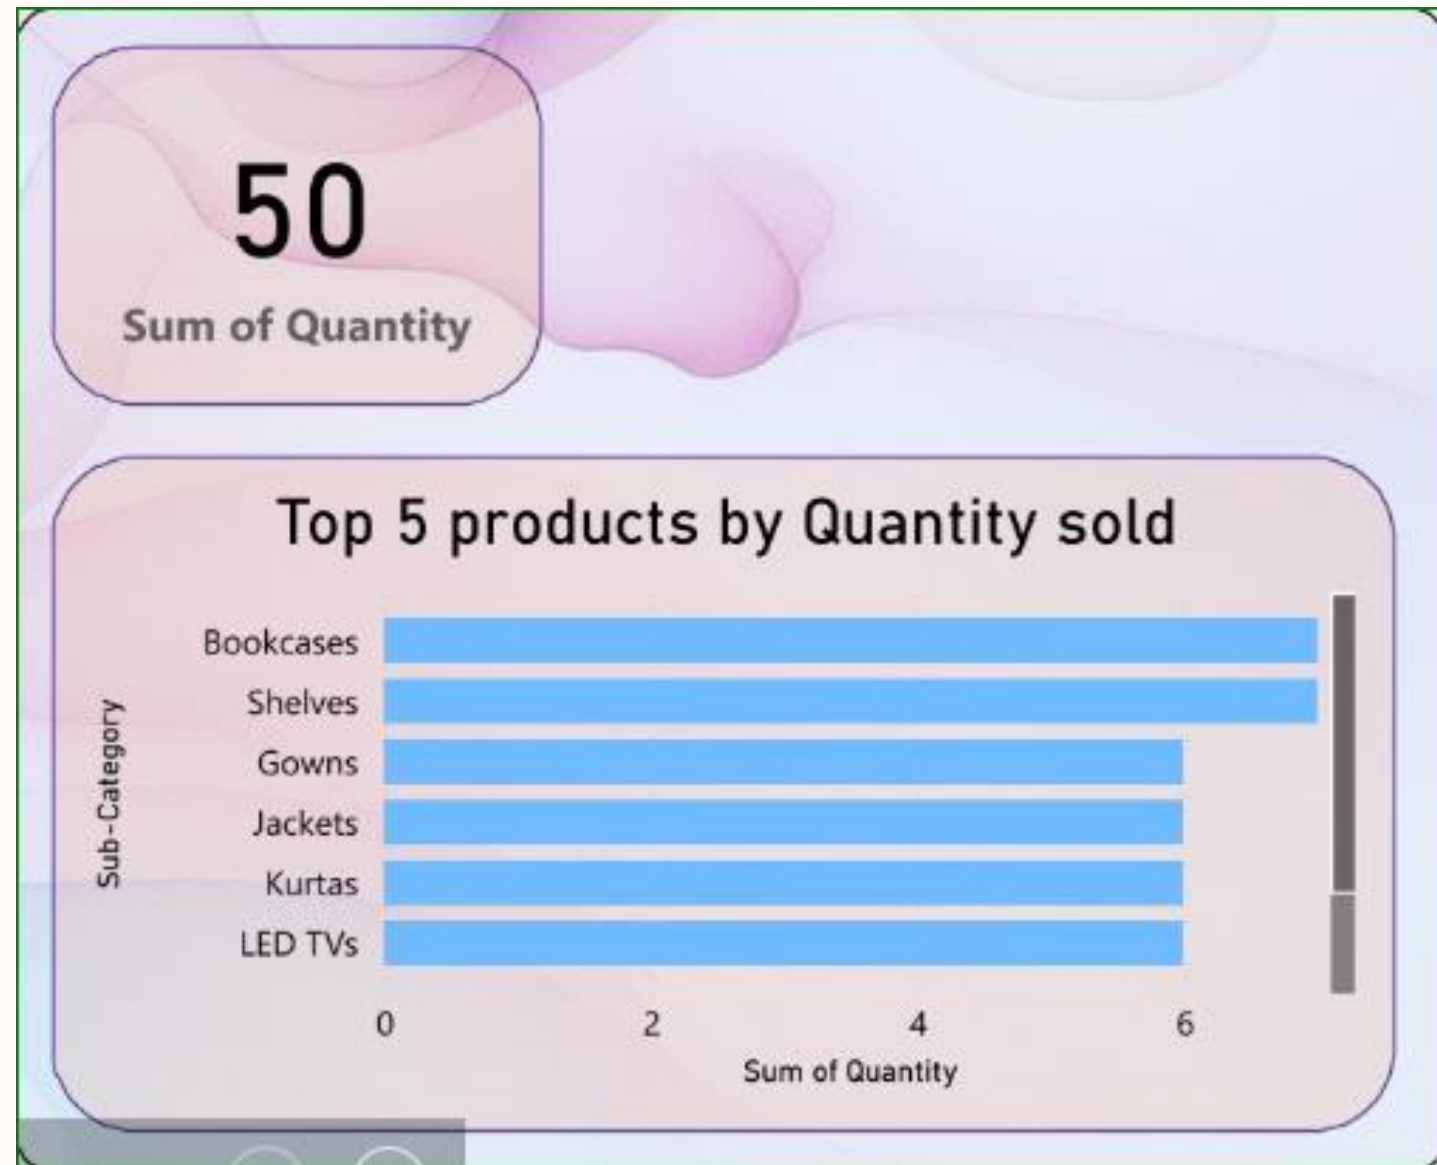 50
Sum of Quantity
Top 5 products by Quantity sold
Sub-Category
Bookcases
Shelves
Gowns
Jackets
Kurtas
LED TVs
0 2 4 6
Sum of Quantity